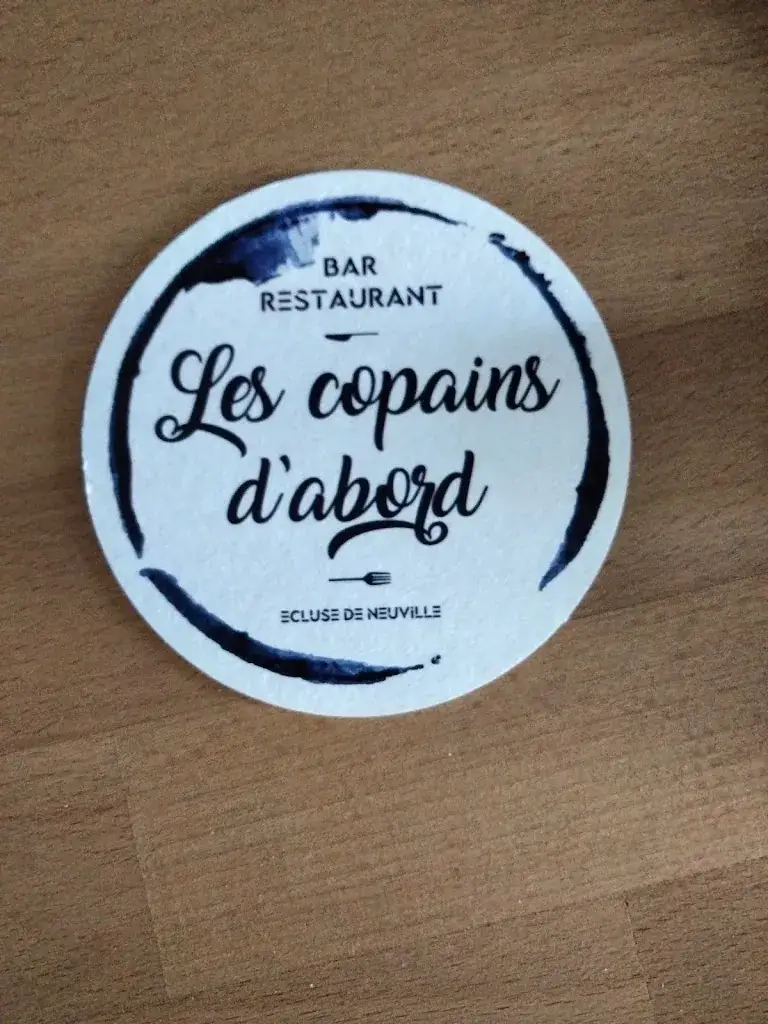 BAR
RESTAURANT
Les copains
d'abord
ECLUSE DE NEUVILLE